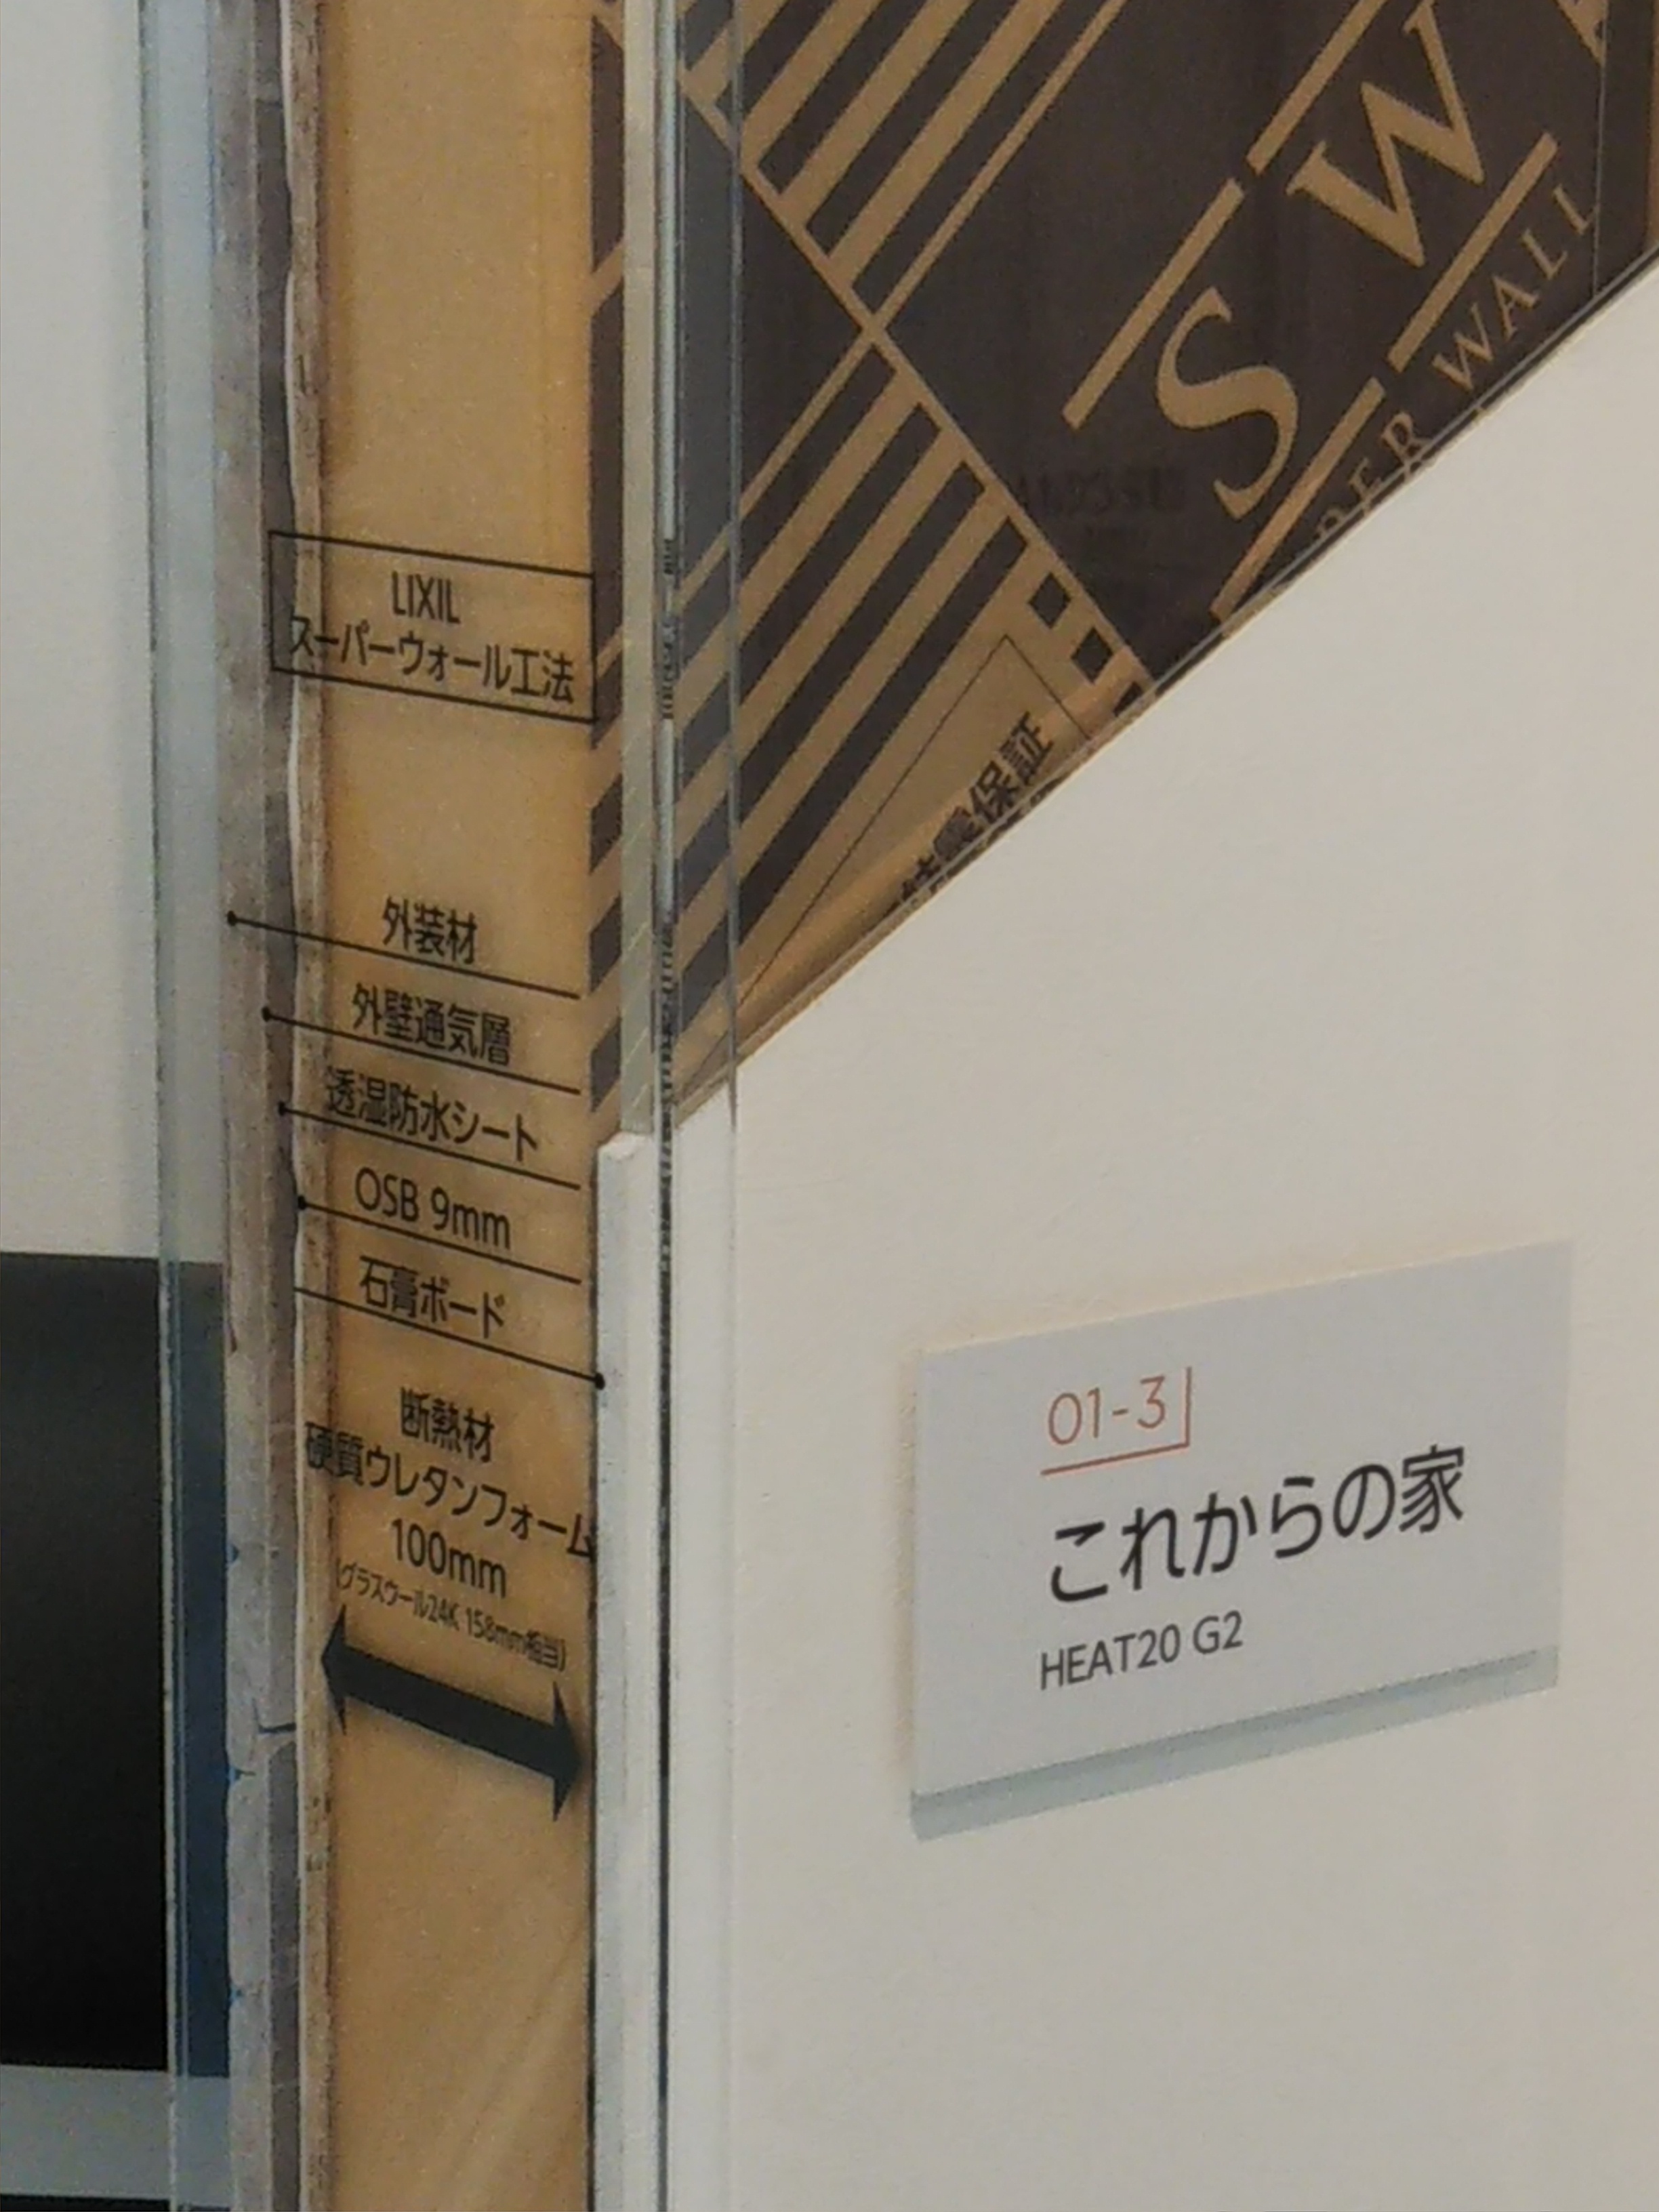 LIXIL
スーパーウォール工法
外装材
外壁通気層
透湿防水シート
OSB 9mm
石膏ボード
断熱材
硬質ウレタンフォーム
100mm
(グラスウール24K 158mm相当)
SW
WALL
保証
01-3
これからの家
HEAT20 G2